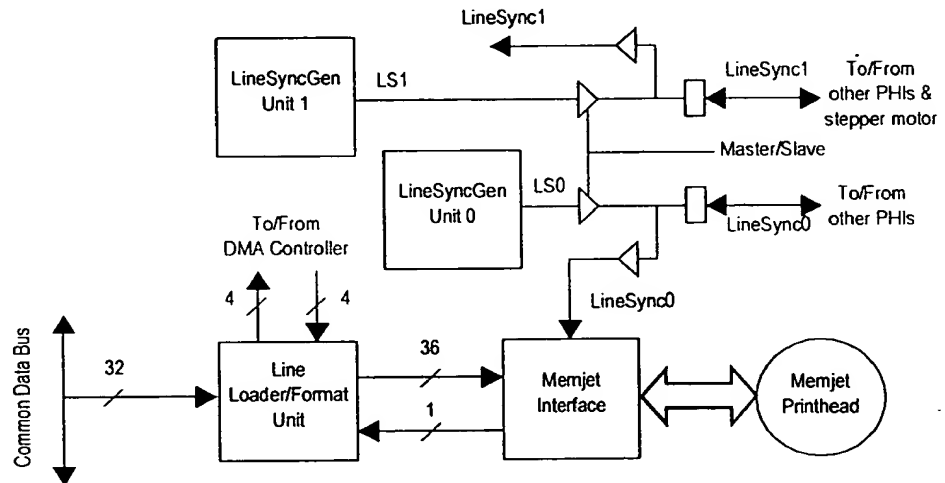 LineSync1
LineSyncGen
Unit 1
LS1
LineSync1
To/From
other PHIs &
stepper motor
Master/Slave
LineSyncGen
Unit 0
LS0
LineSync0
To/From
other PHIs
To/From
DMA Controller
4
4
LineSync0
Common Data Bus
32
Line
Loader/Format
Unit
36
1
Memjet
Interface
Memjet
Printhead